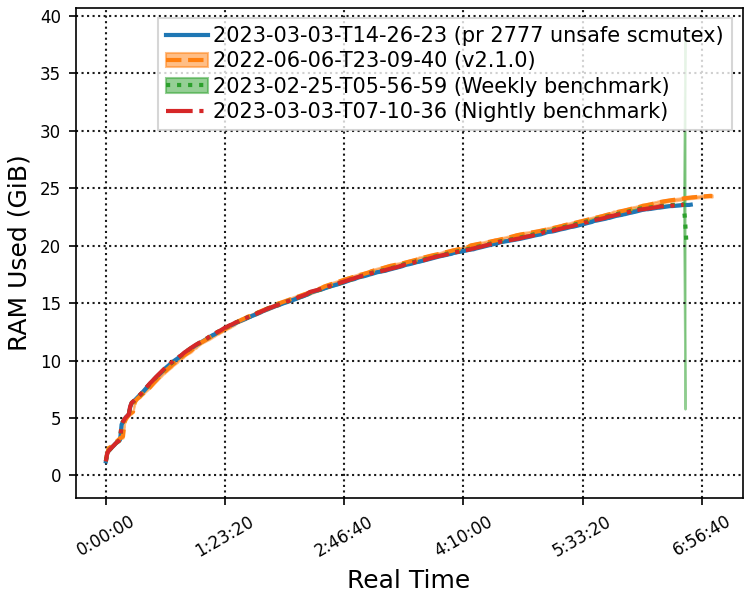 40
35
30
25
20
15
10
5
0
RAM Used (GiB)
2023-03-03-T14-26-23 (pr 2777 unsafe scmutex)
2022-06-06-T23-09-40 (v2.1.0)
2023-02-25-T05-56-59 (Weekly benchmark)
2023-03-03-T07-10-36 (Nightly benchmark)
0:00:00
1:23:20
2:46:40
4:10:00
5:33:20
6:56:40
Real Time